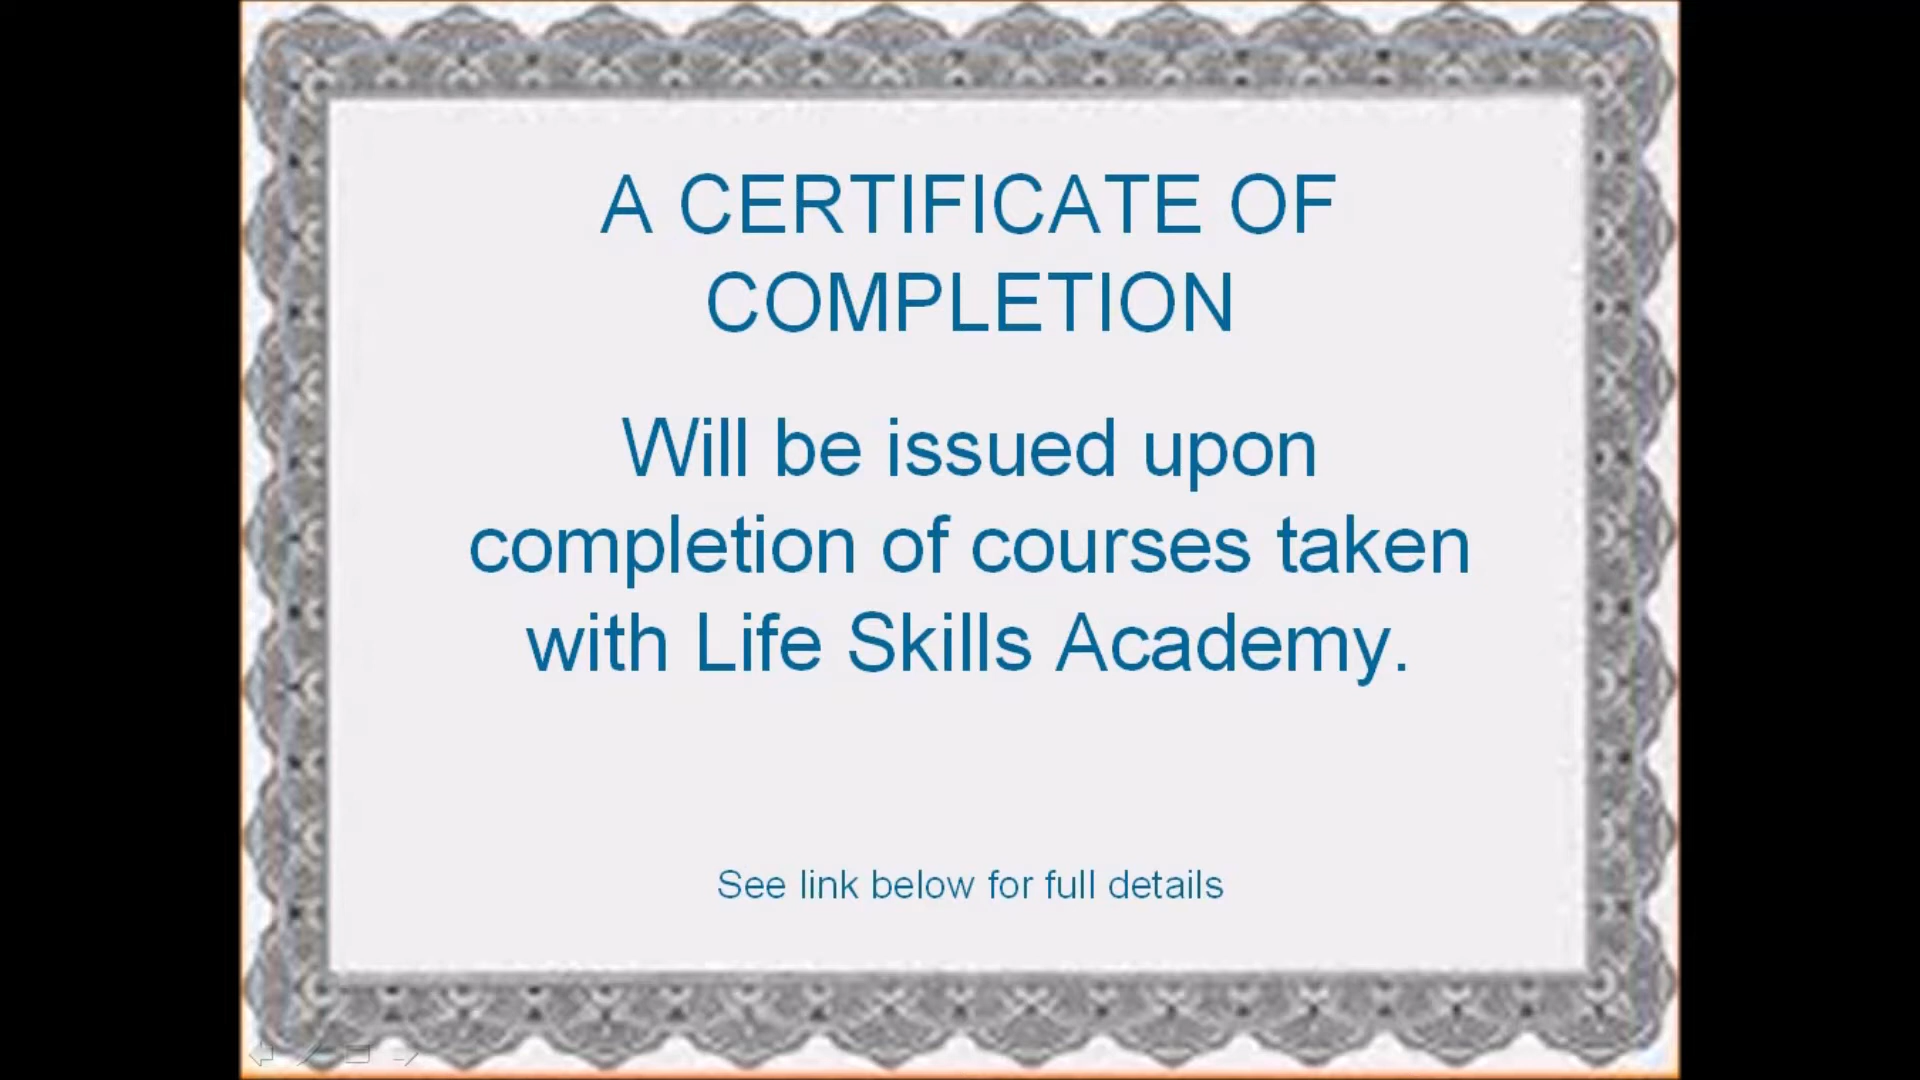 A CERTIFICATE OF
COMPLETION
Will be issued upon
completion of courses taken
with Life Skills Academy.
See link below for full details